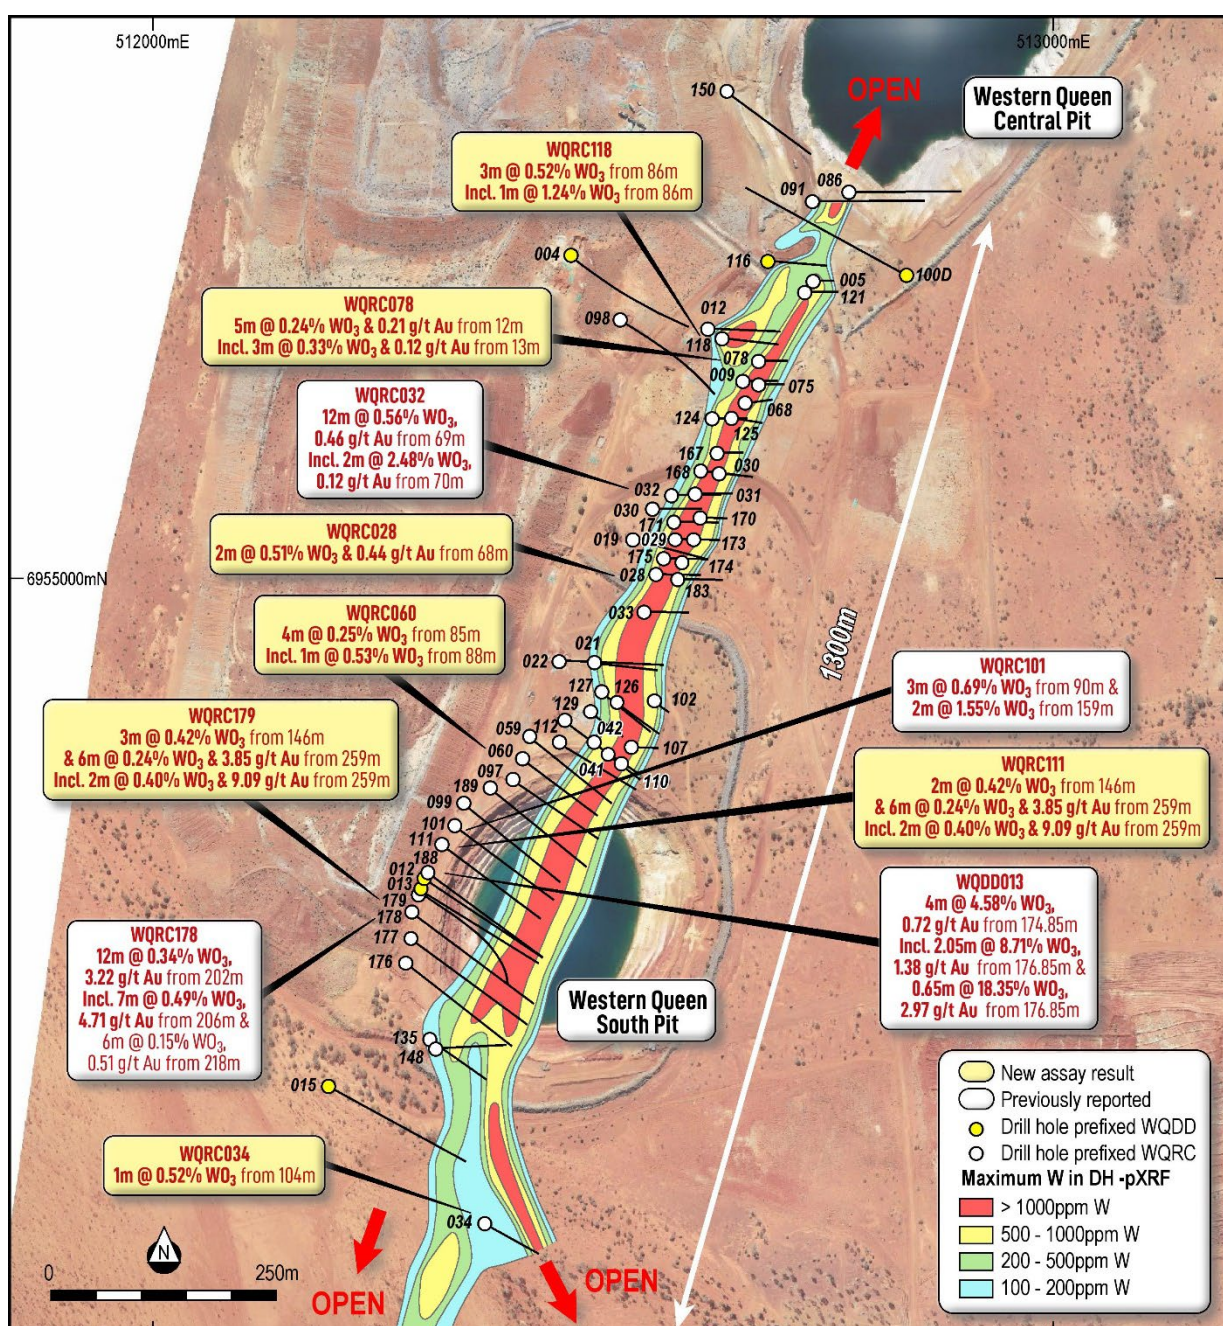 512000mE
513000mE
150
OPEN
Western Queen
Central Pit
WQRC118
3m @ 0.52% WO₃ from 86m
Incl. 1m @ 1.24% WO₃ from 86m
086
091
004
116
100D
005
121
WQRC078
5m @ 0.24% WO₃ & 0.21 g/t Au from 12m
Incl. 3m @ 0.33% WO₃ & 0.12 g/t Au from 13m
098
012
118
078
009
075
068
124
125
WQRC032
12m @ 0.56% WO₃,
0.46 g/t Au from 69m
Incl. 2m @ 2.48% WO₃,
0.12 g/t Au from 70m
167
168
030
032
031
030
171
170
019
029
173
WQRC028
2m @ 0.51% WO₃ & 0.44 g/t Au from 68m
175
174
028
183
6955000mN
033
WQRC060
4m @ 0.25% WO₃ from 85m
Incl. 1m @ 0.53% WO₃ from 88m
021
022
1300m
127
126
102
129
112
042
059
107
060
041
110
WQRC101
3m @ 0.69% WO₃ from 90m &
2m @ 1.55% WO₃ from 159m
WQRC179
3m @ 0.42% WO₃ from 146m
& 6m @ 0.24% WO₃ & 3.85 g/t Au from 259m
Incl. 2m @ 0.40% WO₃ & 9.09 g/t Au from 259m
097
189
099
101
111
WQRC111
2m @ 0.42% WO₃ from 146m
& 6m @ 0.24% WO₃ & 3.85 g/t Au from 259m
Incl. 2m @ 0.40% WO₃ & 9.09 g/t Au from 259m
188
012
013
179
178
177
176
WQDD013
4m @ 4.58% WO₃,
0.72 g/t Au from 174.85m
Incl. 2.05m @ 8.71% WO₃,
1.38 g/t Au from 176.85m &
0.65m @ 18.35% WO₃,
2.97 g/t Au from 176.85m
WQRC178
12m @ 0.34% WO₃,
3.22 g/t Au from 202m
Incl. 7m @ 0.49% WO₃,
4.71 g/t Au from 206m &
6m @ 0.15% WO₃,
0.51 g/t Au from 218m
Western Queen
South Pit
135
148
015
WQRC034
1m @ 0.52% WO₃ from 104m
034
N
0
250m
OPEN
OPEN
New assay result
Previously reported
Drill hole prefixed WQDD
Drill hole prefixed WQRC
Maximum W in DH -pXRF
> 1000ppm W
500 - 1000ppm W
200 - 500ppm W
100 - 200ppm W